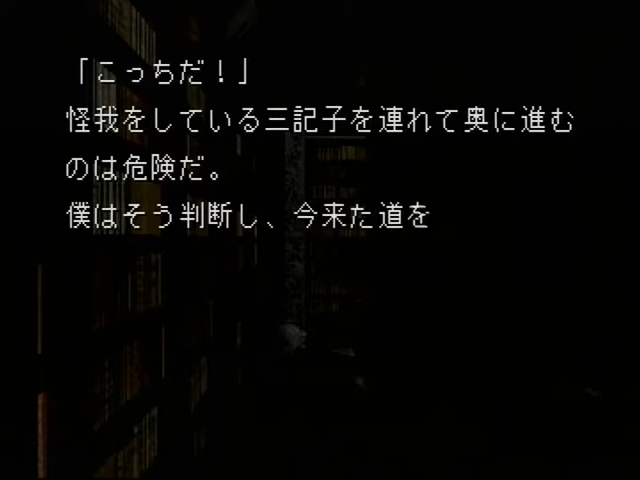 「こっちだ！」
怪我をしている三記子を連れて奥に進む
のは危険だ。
僕はそう判断し、今来た道を